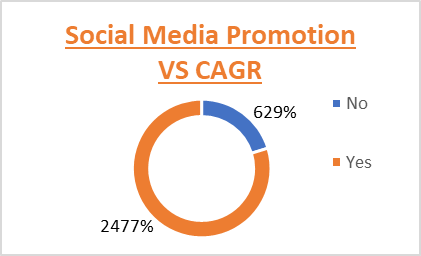 Social Media Promotion
VS CAGR
629%
No
Yes
2477%